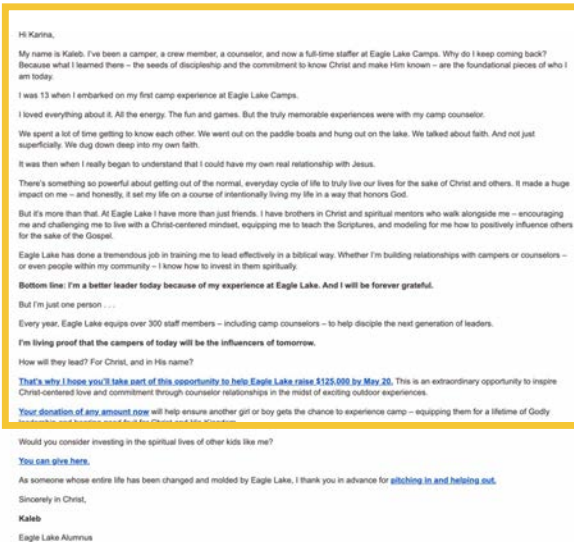 Hi Karina,
My name is Kaleb. I've been a camper, a crew member, a counselor, and now a full-time staffer at Eagle Lake Camps. Why do I keep coming back?
Because what I learned there – the seeds of discipleship and the commitment to know Christ and make Him known – are the foundational pieces of who I
am today.
I was 13 when I embarked on my first camp experience at Eagle Lake Camps.
I loved everything about it. All the energy. The fun and games. But the truly memorable experiences were with my camp counselor.
We spent a lot of time getting to know each other. We went out on the paddle boats and hung out on the lake. We talked about faith. And not just
superficially. We dug down deep into my own faith.
It was then when I really began to understand that I could have my own real relationship with Jesus.
There's something so powerful about getting out of the normal, everyday cycle of life to truly live our lives for the sake of Christ and others. It made a huge
impact on me – and honestly, it set my life on a course of intentionally living my life in a way that honors God.
But it's more than that. At Eagle Lake I have more than just friends. I have brothers in Christ and spiritual mentors who walk alongside me – encouraging
me and challenging me to live with a Christ-centered mindset, equipping me to teach the Scriptures, and modeling for me how to positively influence others
for the sake of the Gospel.
Eagle Lake has done a tremendous job in training me to lead effectively in a biblical way. Whether I'm building relationships with campers or counselors –
or even people within my community – I know how to invest in them spiritually.
Bottom line: I'm a better leader today because of my experience at Eagle Lake. And I will be forever grateful.
But I'm just one person . . .
Every year, Eagle Lake equips over 300 staff members – including camp counselors – to help disciple the next generation of leaders.
I'm living proof that the campers of today will be the influencers of tomorrow.
How will they lead? For Christ, and in His name?
That's why I hope you'll take part of this opportunity to help Eagle Lake raise $125,000 by May 20. This is an extraordinary opportunity to inspire
Christ-centered love and commitment through counselor relationships in the midst of exciting outdoor experiences.
Your donation of any amount now will help ensure another girl or boy gets the chance to experience camp – equipping them for a lifetime of Godly
Would you consider investing in the spiritual lives of other kids like me?
You can give here.
As someone whose entire life has been changed and molded by Eagle Lake, I thank you in advance for pitching in and helping out.
Sincerely in Christ,
Kaleb
Eagle Lake Alumnus